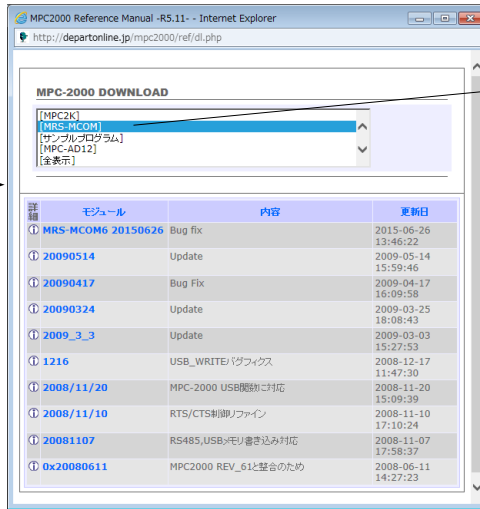 MPC2000 Reference Manual -R5.11- - Internet Explorer
http://departonline.jp/mpc2000/ref/dl.php
MPC-2000 DOWNLOAD
[MPC2K]
[MRS-MCOM]
[サンプルプログラム]
[MPC-AD12]
[全表示]
詳細 モジュール 内容 更新日
MRS-MCOM6 20150626 Bug fix 2015-06-26
13:46:22
20090514 Update 2009-05-14
15:59:46
20090417 Bug Fix 2009-04-17
16:09:58
20090324 Update 2009-03-25
18:08:43
2009_3_3 Update 2009-03-03
15:27:53
1216 USB_WRITEバグフィクス 2008-12-17
11:47:30
2008/11/20 MPC-2000 USB関数に対応 2008-11-20
15:09:39
2008/11/10 RTS/CTS制御リファイン 2008-11-10
17:10:24
20081107 RS485,USBメモリ書き込み対応 2008-11-07
17:58:37
0x20080611 MPC2000 REV_61と整合のため 2008-06-11
14:27:23